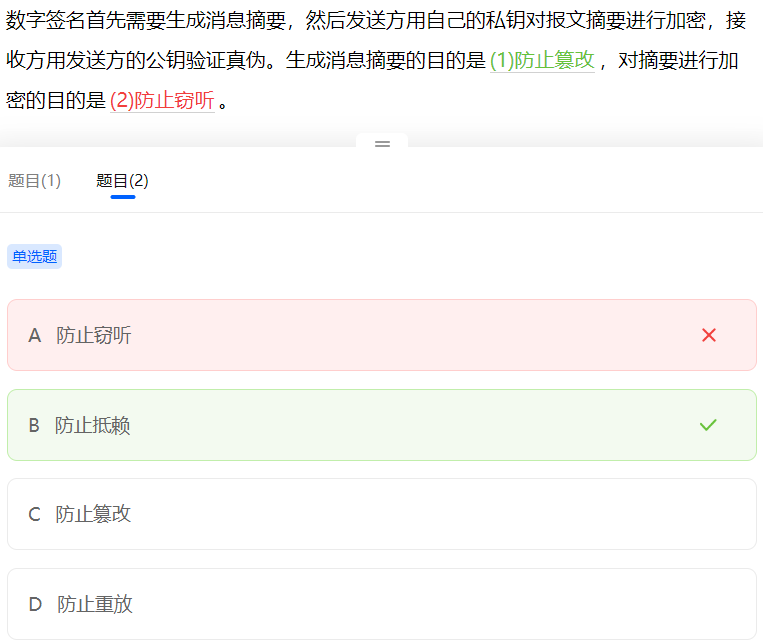 数字签名首先需要生成消息摘要，然后发送方用自己的私钥对报文摘要进行加密，接
收方用发送方的公钥验证真伪。生成消息摘要的目的是 (1)防止篡改 ，对摘要进行加
密的目的是 (2)防止窃听 。
题目(1) 题目(2)
单选题
A 防止窃听
B 防止抵赖
C 防止篡改
D 防止重放